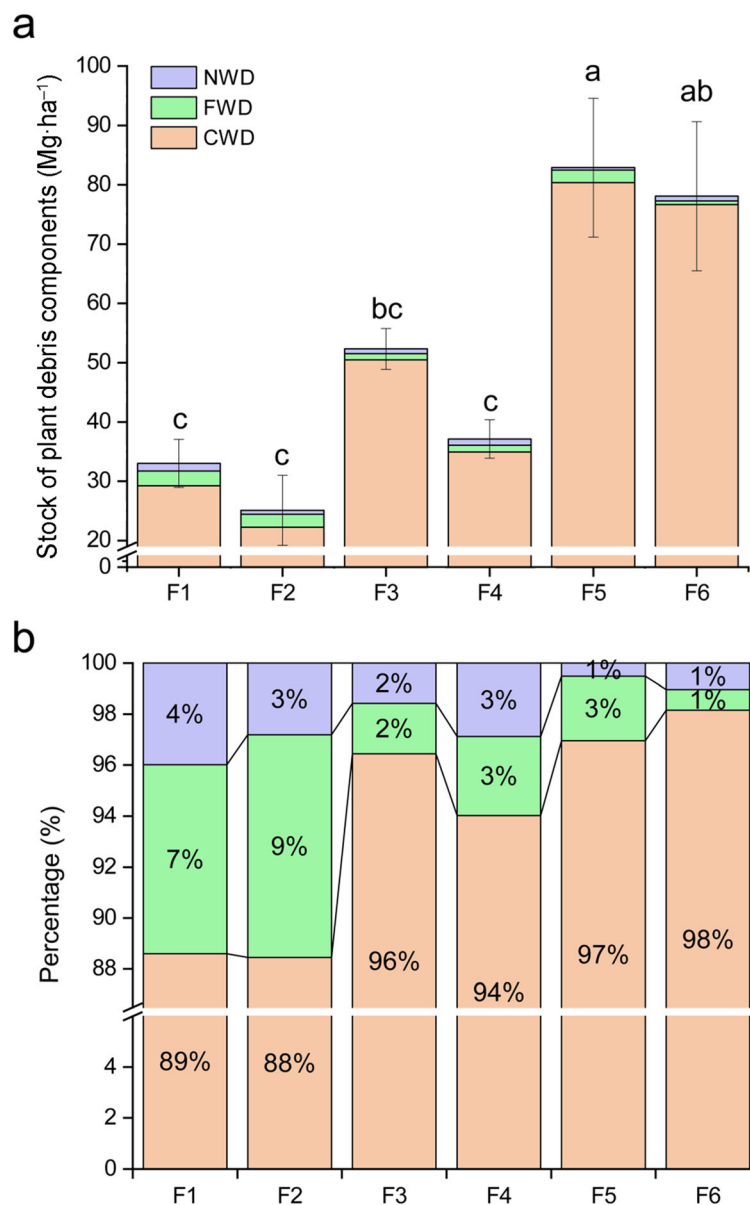 a
Stock of plant debris components (Mg·ha⁻¹)
100
90
80
70
60
50
40
30
20
0
NWD
FWD
CWD
c
c
bc
c
a
ab
F1
F2
F3
F4
F5
F6
b
Percentage (%)
100
98
96
94
92
90
88
4
2
0
4%
3%
2%
3%
1%
1%
7%
9%
2%
3%
3%
1%
89%
88%
96%
94%
97%
98%
F1
F2
F3
F4
F5
F6